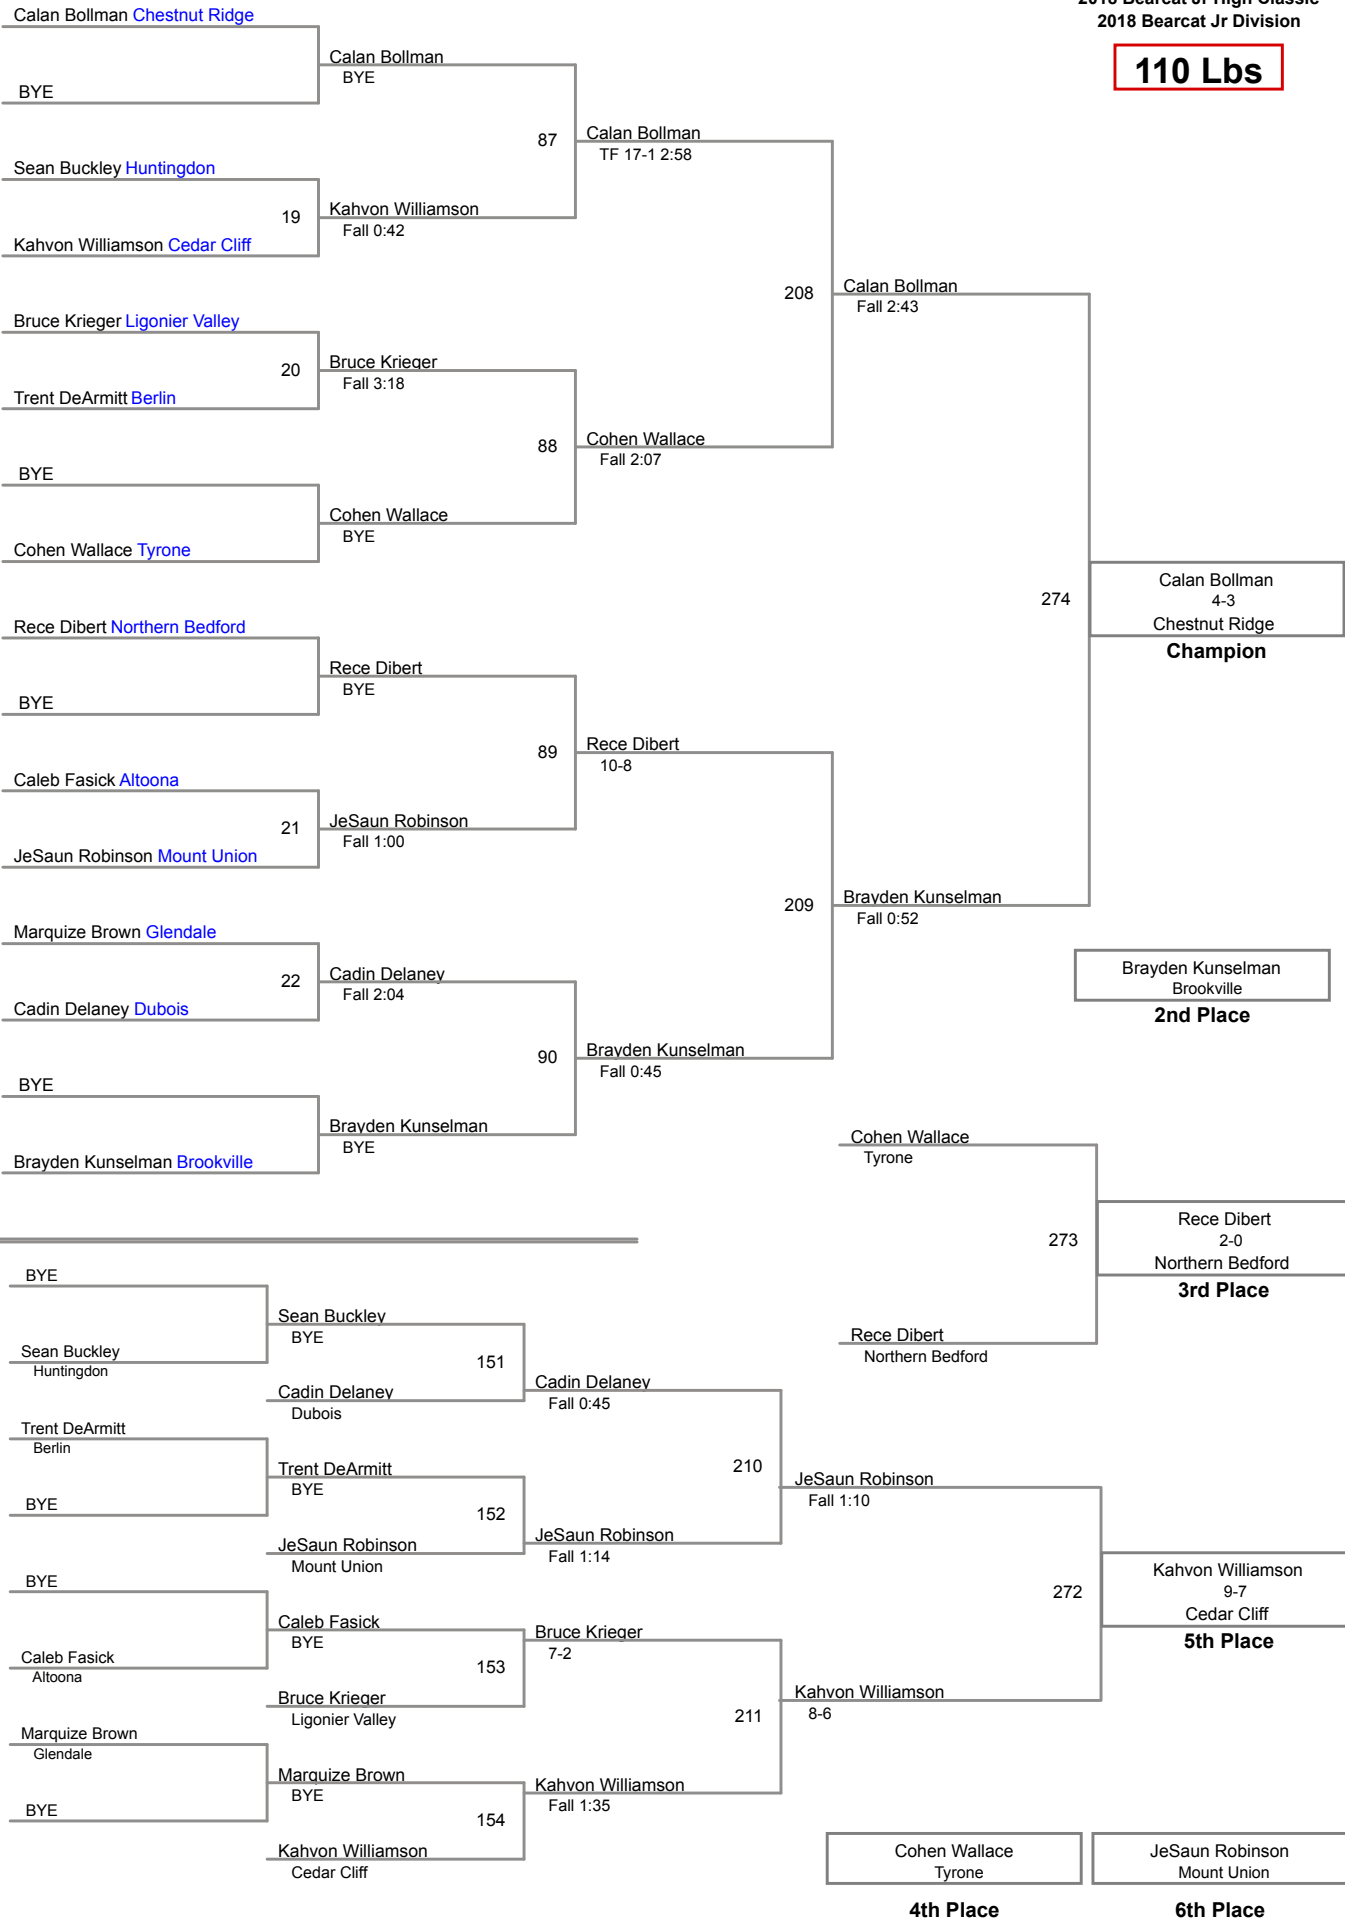 2018 Bearcat Jr High Classic
2018 Bearcat Jr Division
110 Lbs
Calan Bollman Chestnut Ridge
BYE
Sean Buckley Huntingdon
Kahvon Williamson Cedar Cliff
Bruce Krieger Ligonier Valley
Trent DeArmitt Berlin
BYE
Cohen Wallace Tyrone
Rece Dibert Northern Bedford
BYE
Caleb Fasick Altoona
JeSaun Robinson Mount Union
Marquize Brown Glendale
Cadin Delaney Dubois
BYE
Brayden Kunselman Brookville
19
20
21
22
Calan Bollman
BYE
Kahvon Williamson
Fall 0:42
Bruce Krieger
Fall 3:18
Cohen Wallace
BYE
Rece Dibert
BYE
JeSaun Robinson
Fall 1:00
Cadin Delaney
Fall 2:04
Brayden Kunselman
BYE
87
88
89
90
Calan Bollman
TF 17-1 2:58
Cohen Wallace
Fall 2:07
Rece Dibert
10-8
Brayden Kunselman
Fall 0:45
208
209
Calan Bollman
Fall 2:43
Brayden Kunselman
Fall 0:52
274
Calan Bollman
4-3
Chestnut Ridge
Champion
Brayden Kunselman
Brookville
2nd Place
Cohen Wallace
Tyrone
Rece Dibert
Northern Bedford
273
Rece Dibert
2-0
Northern Bedford
3rd Place
BYE
Sean Buckley
Huntingdon
Trent DeArmitt
Berlin
BYE
BYE
Caleb Fasick
Altoona
Marquize Brown
Glendale
BYE
Sean Buckley
BYE
Cadin Delaney
Dubois
Trent DeArmitt
BYE
JeSaun Robinson
Mount Union
Caleb Fasick
BYE
Bruce Krieger
Ligonier Valley
Marquize Brown
BYE
Kahvon Williamson
Cedar Cliff
151
152
153
154
Cadin Delaney
Fall 0:45
JeSaun Robinson
Fall 1:14
Bruce Krieger
7-2
Kahvon Williamson
Fall 1:35
210
211
JeSaun Robinson
Fall 1:10
Kahvon Williamson
8-6
272
Kahvon Williamson
9-7
Cedar Cliff
5th Place
Cohen Wallace
Tyrone
4th Place
JeSaun Robinson
Mount Union
6th Place